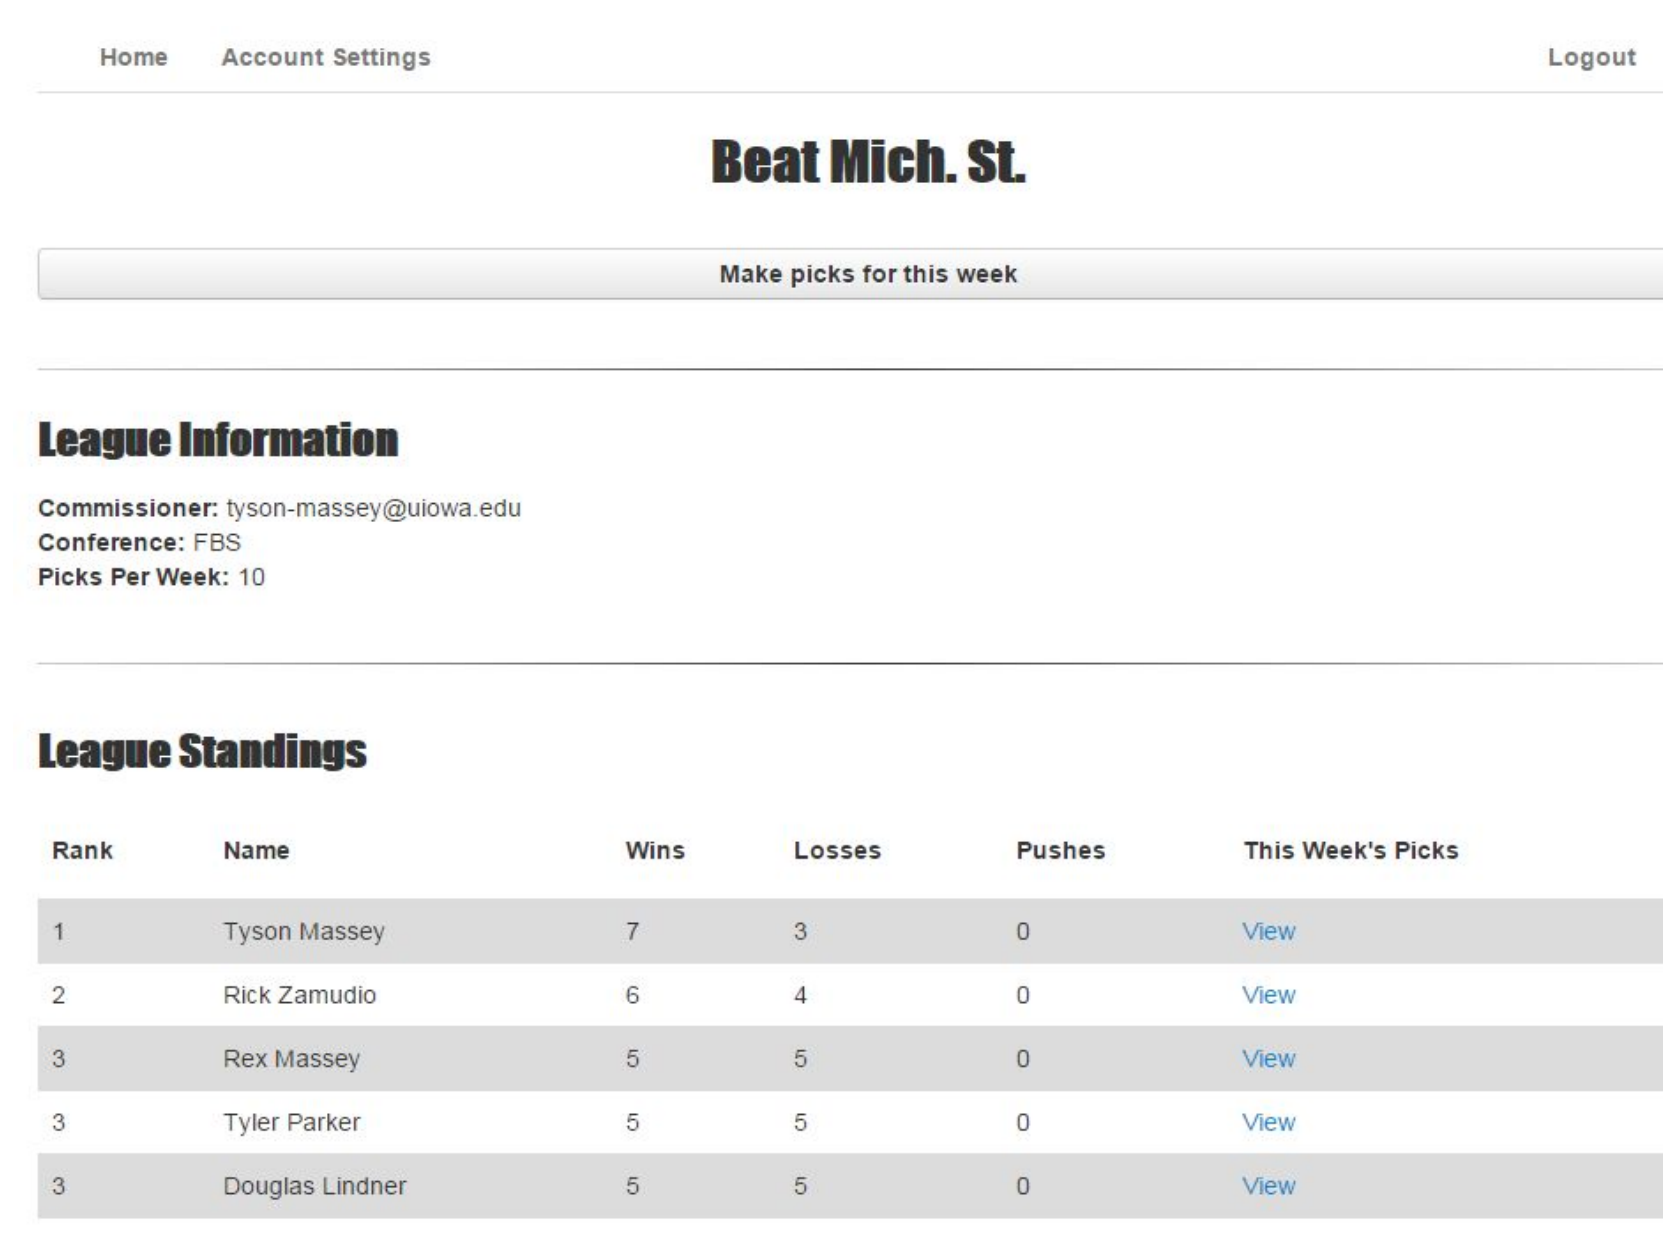 Home Account Settings Logout
Beat Mich. St.
Make picks for this week
League Information
Commissioner: tyson-massey@uiowa.edu
Conference: FBS
Picks Per Week: 10
League Standings
Rank Name Wins Losses Pushes This Week's Picks
1 Tyson Massey 7 3 0 View
2 Rick Zamudio 6 4 0 View
3 Rex Massey 5 5 0 View
3 Tyler Parker 5 5 0 View
3 Douglas Lindner 5 5 0 View